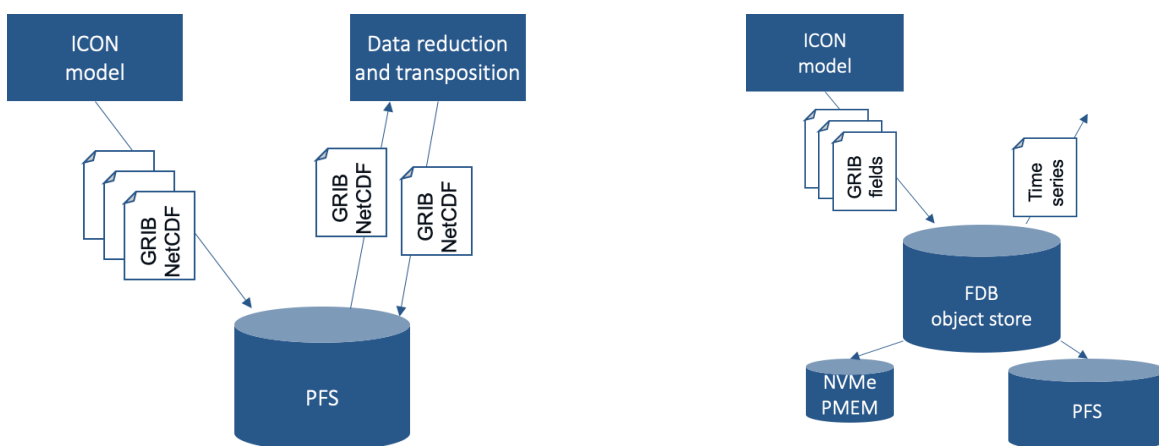 ICON
model
Data reduction
and transposition
GRIB
NetCDF
GRIB
NetCDF
GRIB
NetCDF
PFS
ICON
model
GRIB
fields
Time
series
FDB
object store
NVMe
PMEM
PFS